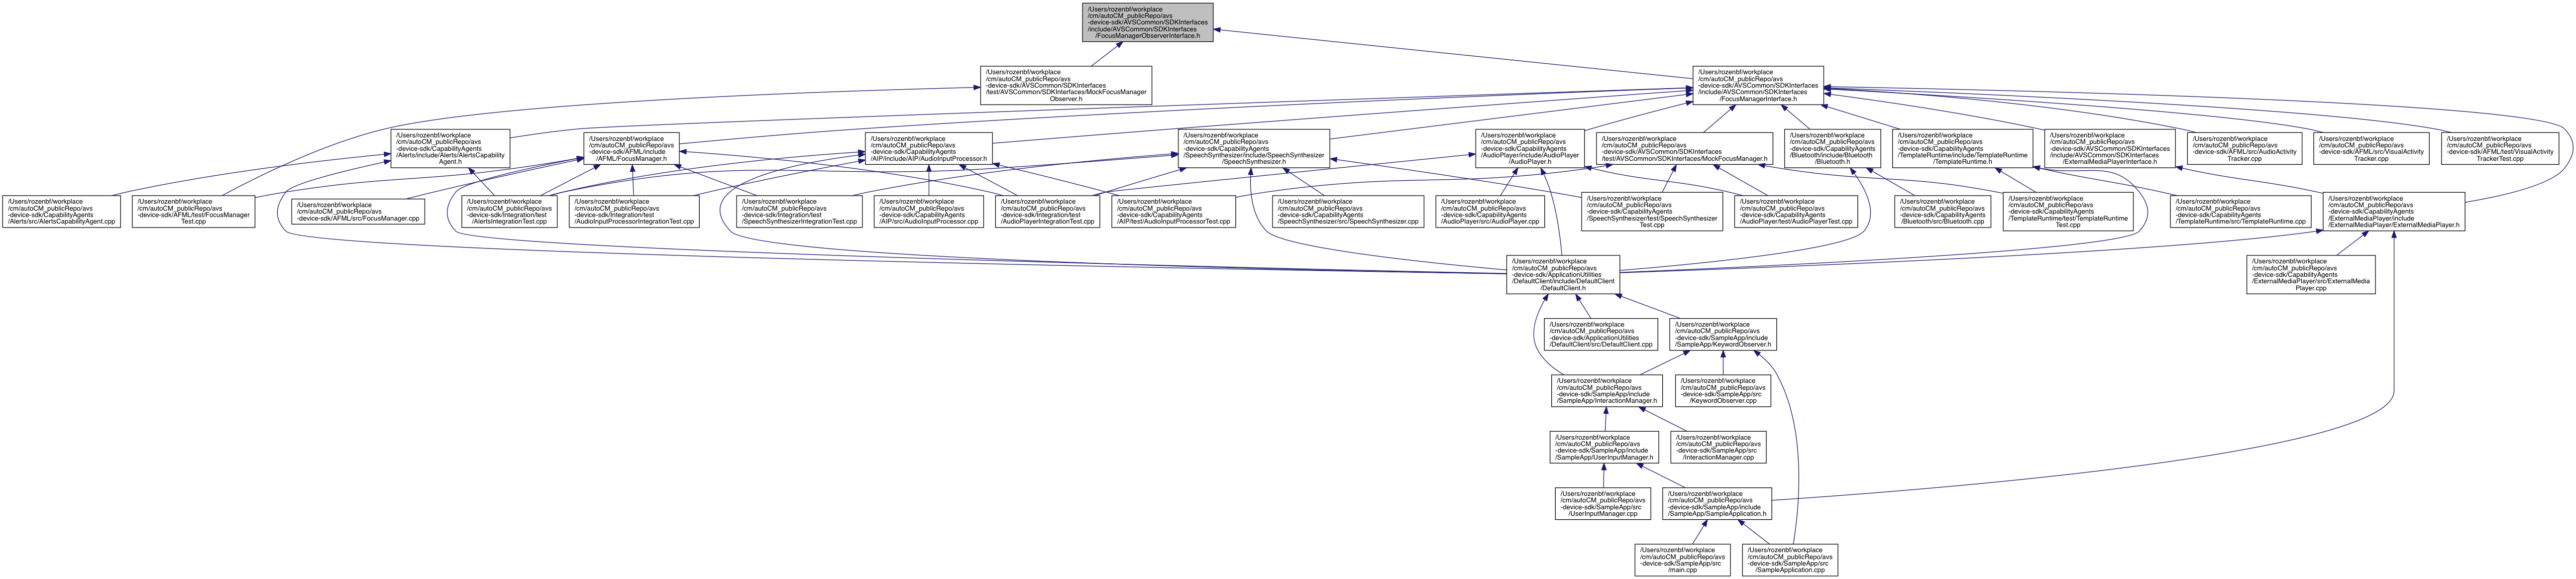 /Users/rozenbf/workplace
/cm/autoCM_publicRepo/avs
-device-sdk/AVSCommon/SDKInterfaces
/include/AVSCommon/SDKInterfaces
/FocusManagerObserverInterface.h
/Users/rozenbf/workplace
/cm/autoCM_publicRepo/avs
-device-sdk/AVSCommon/SDKInterfaces
/test/AVSCommon/SDKInterfaces/MockFocusManager
Observer.h
/Users/rozenbf/workplace
/cm/autoCM_publicRepo/avs
-device-sdk/AVSCommon/SDKInterfaces
/include/AVSCommon/SDKInterfaces
/FocusManagerInterface.h
/Users/rozenbf/workplace
/cm/autoCM_publicRepo/avs
-device-sdk/CapabilityAgents
/Alerts/include/Alerts/AlertsCapability
Agent.h
/Users/rozenbf/workplace
/cm/autoCM_publicRepo/avs
-device-sdk/AFML/include
/AFML/FocusManager.h
/Users/rozenbf/workplace
/cm/autoCM_publicRepo/avs
-device-sdk/CapabilityAgents
/AIP/include/AIP/AudioInputProcessor.h
/Users/rozenbf/workplace
/cm/autoCM_publicRepo/avs
-device-sdk/CapabilityAgents
/SpeechSynthesizer/include/SpeechSynthesizer
/SpeechSynthesizer.h
/Users/rozenbf/workplace
/cm/autoCM_publicRepo/avs
-device-sdk/CapabilityAgents
/AudioPlayer/include/AudioPlayer
/AudioPlayer.h
/Users/rozenbf/workplace
/cm/autoCM_publicRepo/avs
-device-sdk/AVSCommon/SDKInterfaces
/test/AVSCommon/SDKInterfaces/MockFocusManager.h
/Users/rozenbf/workplace
/cm/autoCM_publicRepo/avs
-device-sdk/CapabilityAgents
/Bluetooth/include/Bluetooth
/Bluetooth.h
/Users/rozenbf/workplace
/cm/autoCM_publicRepo/avs
-device-sdk/CapabilityAgents
/TemplateRuntime/include/TemplateRuntime
/TemplateRuntime.h
/Users/rozenbf/workplace
/cm/autoCM_publicRepo/avs
-device-sdk/AVSCommon/SDKInterfaces
/include/AVSCommon/SDKInterfaces
/ExternalMediaPlayerInterface.h
/Users/rozenbf/workplace
/cm/autoCM_publicRepo/avs
-device-sdk/AFML/src/AudioActivity
Tracker.cpp
/Users/rozenbf/workplace
/cm/autoCM_publicRepo/avs
-device-sdk/AFML/src/VisualActivity
Tracker.cpp
/Users/rozenbf/workplace
/cm/autoCM_publicRepo/avs
-device-sdk/AFML/test/VisualActivity
TrackerTest.cpp
/Users/rozenbf/workplace
/cm/autoCM_publicRepo/avs
-device-sdk/CapabilityAgents
/Alerts/src/AlertsCapabilityAgent.cpp
/Users/rozenbf/workplace
/cm/autoCM_publicRepo/avs
-device-sdk/AFML/test/FocusManager
Test.cpp
/Users/rozenbf/workplace
/cm/autoCM_publicRepo/avs
-device-sdk/AFML/src/FocusManager.cpp
/Users/rozenbf/workplace
/cm/autoCM_publicRepo/avs
-device-sdk/Integration/test
/AlertsIntegrationTest.cpp
/Users/rozenbf/workplace
/cm/autoCM_publicRepo/avs
-device-sdk/Integration/test
/AudioInputProcessorIntegrationTest.cpp
/Users/rozenbf/workplace
/cm/autoCM_publicRepo/avs
-device-sdk/Integration/test
/SpeechSynthesizerIntegrationTest.cpp
/Users/rozenbf/workplace
/cm/autoCM_publicRepo/avs
-device-sdk/CapabilityAgents
/AIP/src/AudioInputProcessor.cpp
/Users/rozenbf/workplace
/cm/autoCM_publicRepo/avs
-device-sdk/Integration/test
/AudioPlayerIntegrationTest.cpp
/Users/rozenbf/workplace
/cm/autoCM_publicRepo/avs
-device-sdk/CapabilityAgents
/AIP/test/AudioInputProcessorTest.cpp
/Users/rozenbf/workplace
/cm/autoCM_publicRepo/avs
-device-sdk/CapabilityAgents
/SpeechSynthesizer/src/SpeechSynthesizer.cpp
/Users/rozenbf/workplace
/cm/autoCM_publicRepo/avs
-device-sdk/CapabilityAgents
/AudioPlayer/src/AudioPlayer.cpp
/Users/rozenbf/workplace
/cm/autoCM_publicRepo/avs
-device-sdk/CapabilityAgents
/SpeechSynthesizer/test/SpeechSynthesizer
Test.cpp
/Users/rozenbf/workplace
/cm/autoCM_publicRepo/avs
-device-sdk/CapabilityAgents
/AudioPlayer/test/AudioPlayerTest.cpp
/Users/rozenbf/workplace
/cm/autoCM_publicRepo/avs
-device-sdk/CapabilityAgents
/Bluetooth/src/Bluetooth.cpp
/Users/rozenbf/workplace
/cm/autoCM_publicRepo/avs
-device-sdk/CapabilityAgents
/TemplateRuntime/test/TemplateRuntime
Test.cpp
/Users/rozenbf/workplace
/cm/autoCM_publicRepo/avs
-device-sdk/CapabilityAgents
/TemplateRuntime/src/TemplateRuntime.cpp
/Users/rozenbf/workplace
/cm/autoCM_publicRepo/avs
-device-sdk/CapabilityAgents
/ExternalMediaPlayer/include
/ExternalMediaPlayer/ExternalMediaPlayer.h
/Users/rozenbf/workplace
/cm/autoCM_publicRepo/avs
-device-sdk/ApplicationUtilities
/DefaultClient/include/DefaultClient
/DefaultClient.h
/Users/rozenbf/workplace
/cm/autoCM_publicRepo/avs
-device-sdk/CapabilityAgents
/ExternalMediaPlayer/src/ExternalMedia
Player.cpp
/Users/rozenbf/workplace
/cm/autoCM_publicRepo/avs
-device-sdk/ApplicationUtilities
/DefaultClient/src/DefaultClient.cpp
/Users/rozenbf/workplace
/cm/autoCM_publicRepo/avs
-device-sdk/SampleApp/include
/SampleApp/KeywordObserver.h
/Users/rozenbf/workplace
/cm/autoCM_publicRepo/avs
-device-sdk/SampleApp/include
/SampleApp/InteractionManager.h
/Users/rozenbf/workplace
/cm/autoCM_publicRepo/avs
-device-sdk/SampleApp/src
/KeywordObserver.cpp
/Users/rozenbf/workplace
/cm/autoCM_publicRepo/avs
-device-sdk/SampleApp/include
/SampleApp/UserInputManager.h
/Users/rozenbf/workplace
/cm/autoCM_publicRepo/avs
-device-sdk/SampleApp/src
/InteractionManager.cpp
/Users/rozenbf/workplace
/cm/autoCM_publicRepo/avs
-device-sdk/SampleApp/src
/UserInputManager.cpp
/Users/rozenbf/workplace
/cm/autoCM_publicRepo/avs
-device-sdk/SampleApp/include
/SampleApp/SampleApplication.h
/Users/rozenbf/workplace
/cm/autoCM_publicRepo/avs
-device-sdk/SampleApp/src
/main.cpp
/Users/rozenbf/workplace
/cm/autoCM_publicRepo/avs
-device-sdk/SampleApp/src
/SampleApplication.cpp